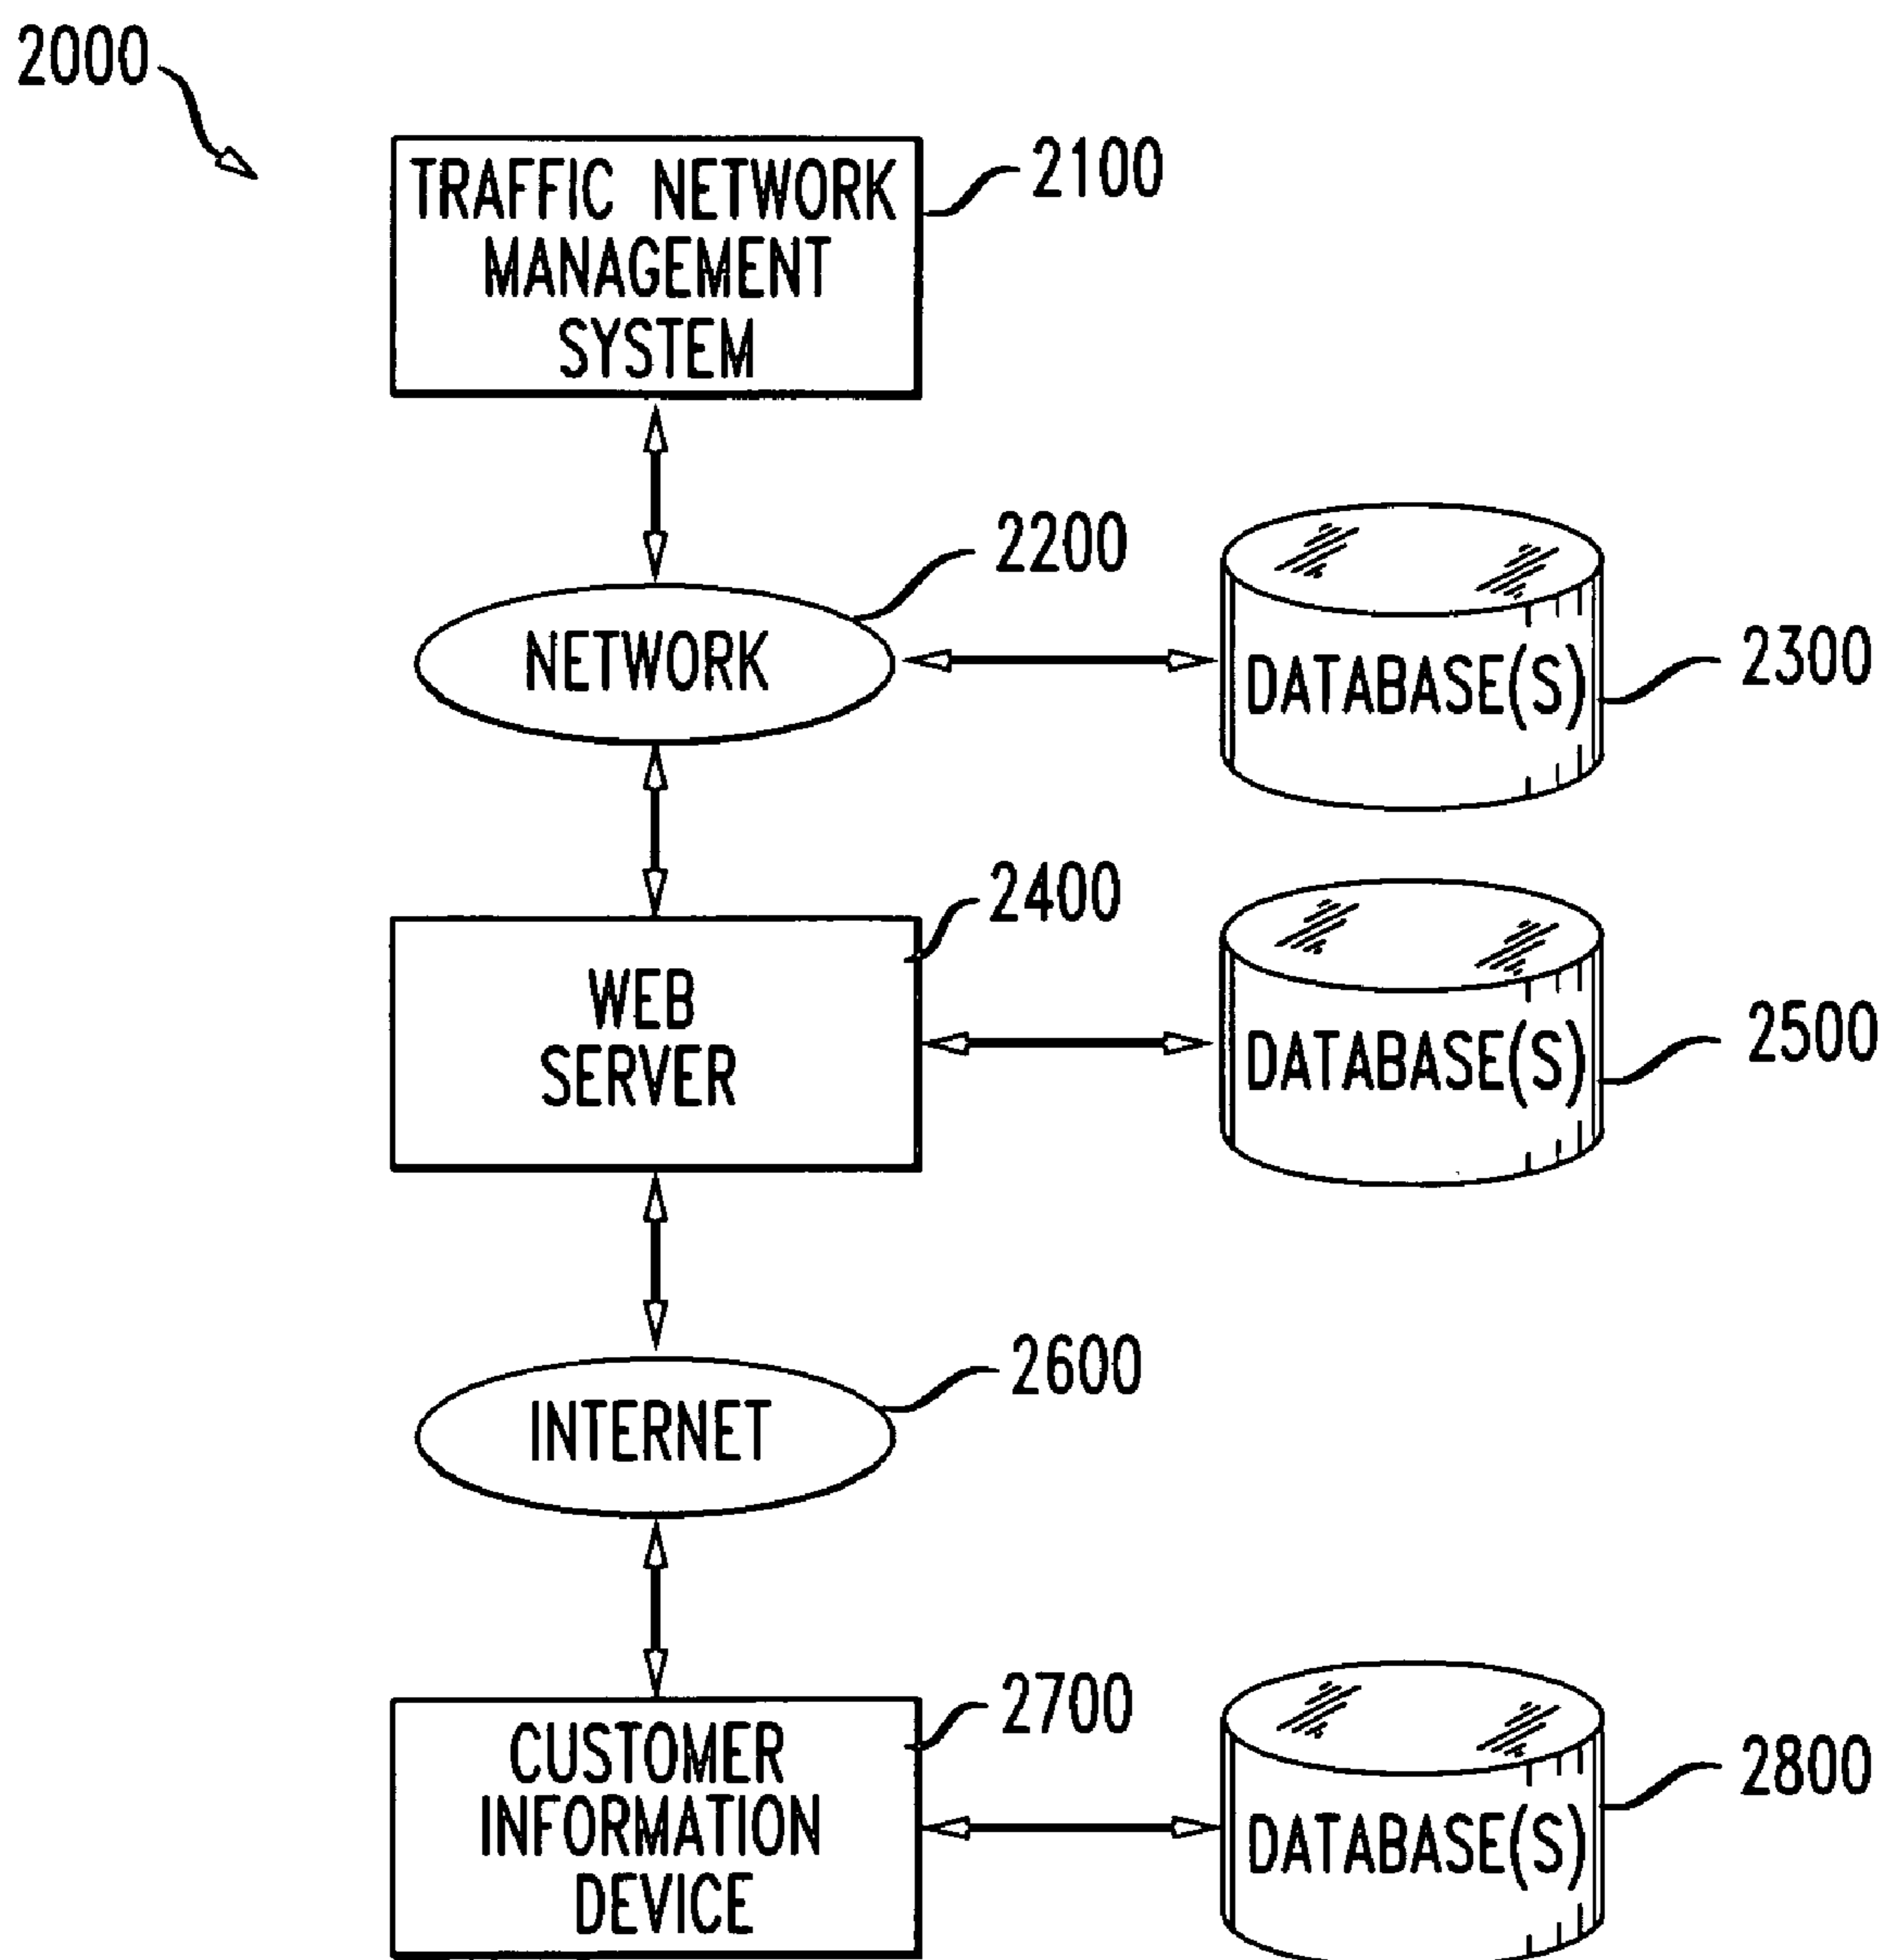 2000
TRAFFIC NETWORK
MANAGEMENT
SYSTEM
2100
2200
NETWORK
DATABASE(S)
2300
2400
WEB
SERVER
DATABASE(S)
2500
2600
INTERNET
2700
CUSTOMER
INFORMATION
DEVICE
DATABASE(S)
2800